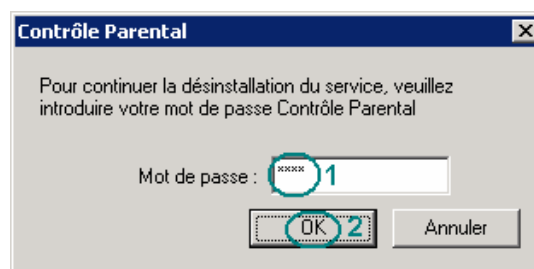 Contrôle Parental
Pour continuer la désinstallation du service, veuillez
introduire votre mot de passe Contrôle Parental
Mot de passe : **** 1
OK 2 Annuler